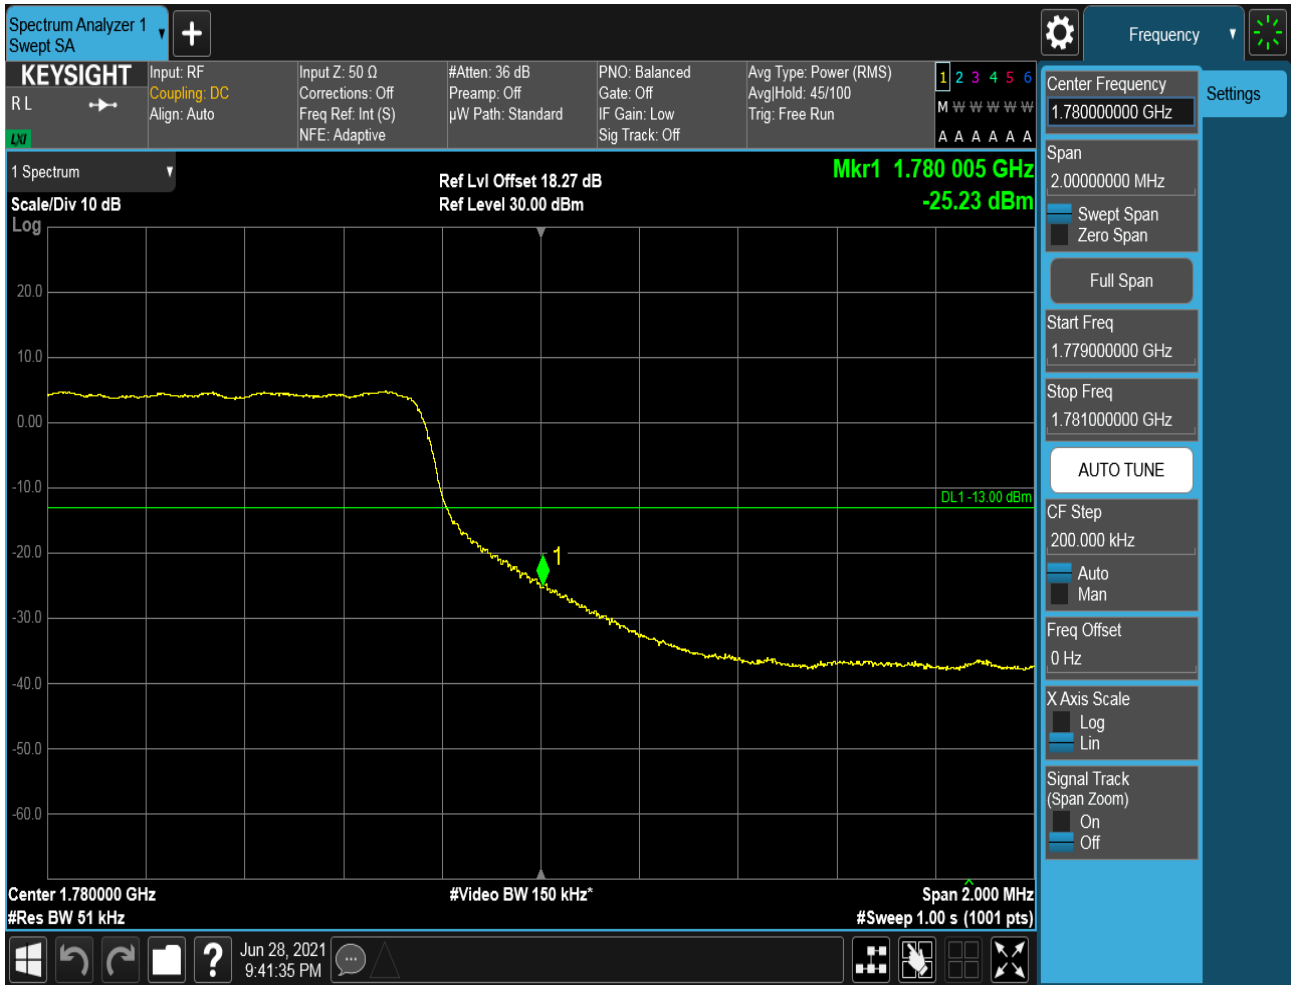 Spectrum Analyzer 1
Swept SA
Frequency
KEYSIGHT
R L
LXI
Input: RF
Coupling: DC
Align: Auto
Input Z: 50 Ω
Corrections: Off
Freq Ref: Int (S)
NFE: Adaptive
#Atten: 36 dB
Preamp: Off
µW Path: Standard
PNO: Balanced
Gate: Off
IF Gain: Low
Sig Track: Off
Avg Type: Power (RMS)
Avg|Hold: 45/100
Trig: Free Run
1 2 3 4 5 6
M W W W W W
A A A A A A
1 Spectrum
Scale/Div 10 dB
Log
Ref Lvl Offset 18.27 dB
Ref Level 30.00 dBm
Mkr1 1.780 005 GHz
-25.23 dBm
20.0
10.0
0.00
-10.0
-20.0
-30.0
-40.0
-50.0
-60.0
DL1 -13.00 dBm
1
Center 1.780000 GHz
#Res BW 51 kHz
#Video BW 150 kHz*
Span 2.000 MHz
#Sweep 1.00 s (1001 pts)
Jun 28, 2021
9:41:35 PM
Center Frequency
1.780000000 GHz
Settings
Span
2.00000000 MHz
Swept Span
Zero Span
Full Span
Start Freq
1.779000000 GHz
Stop Freq
1.781000000 GHz
AUTO TUNE
CF Step
200.000 kHz
Auto
Man
Freq Offset
0 Hz
X Axis Scale
Log
Lin
Signal Track
(Span Zoom)
On
Off